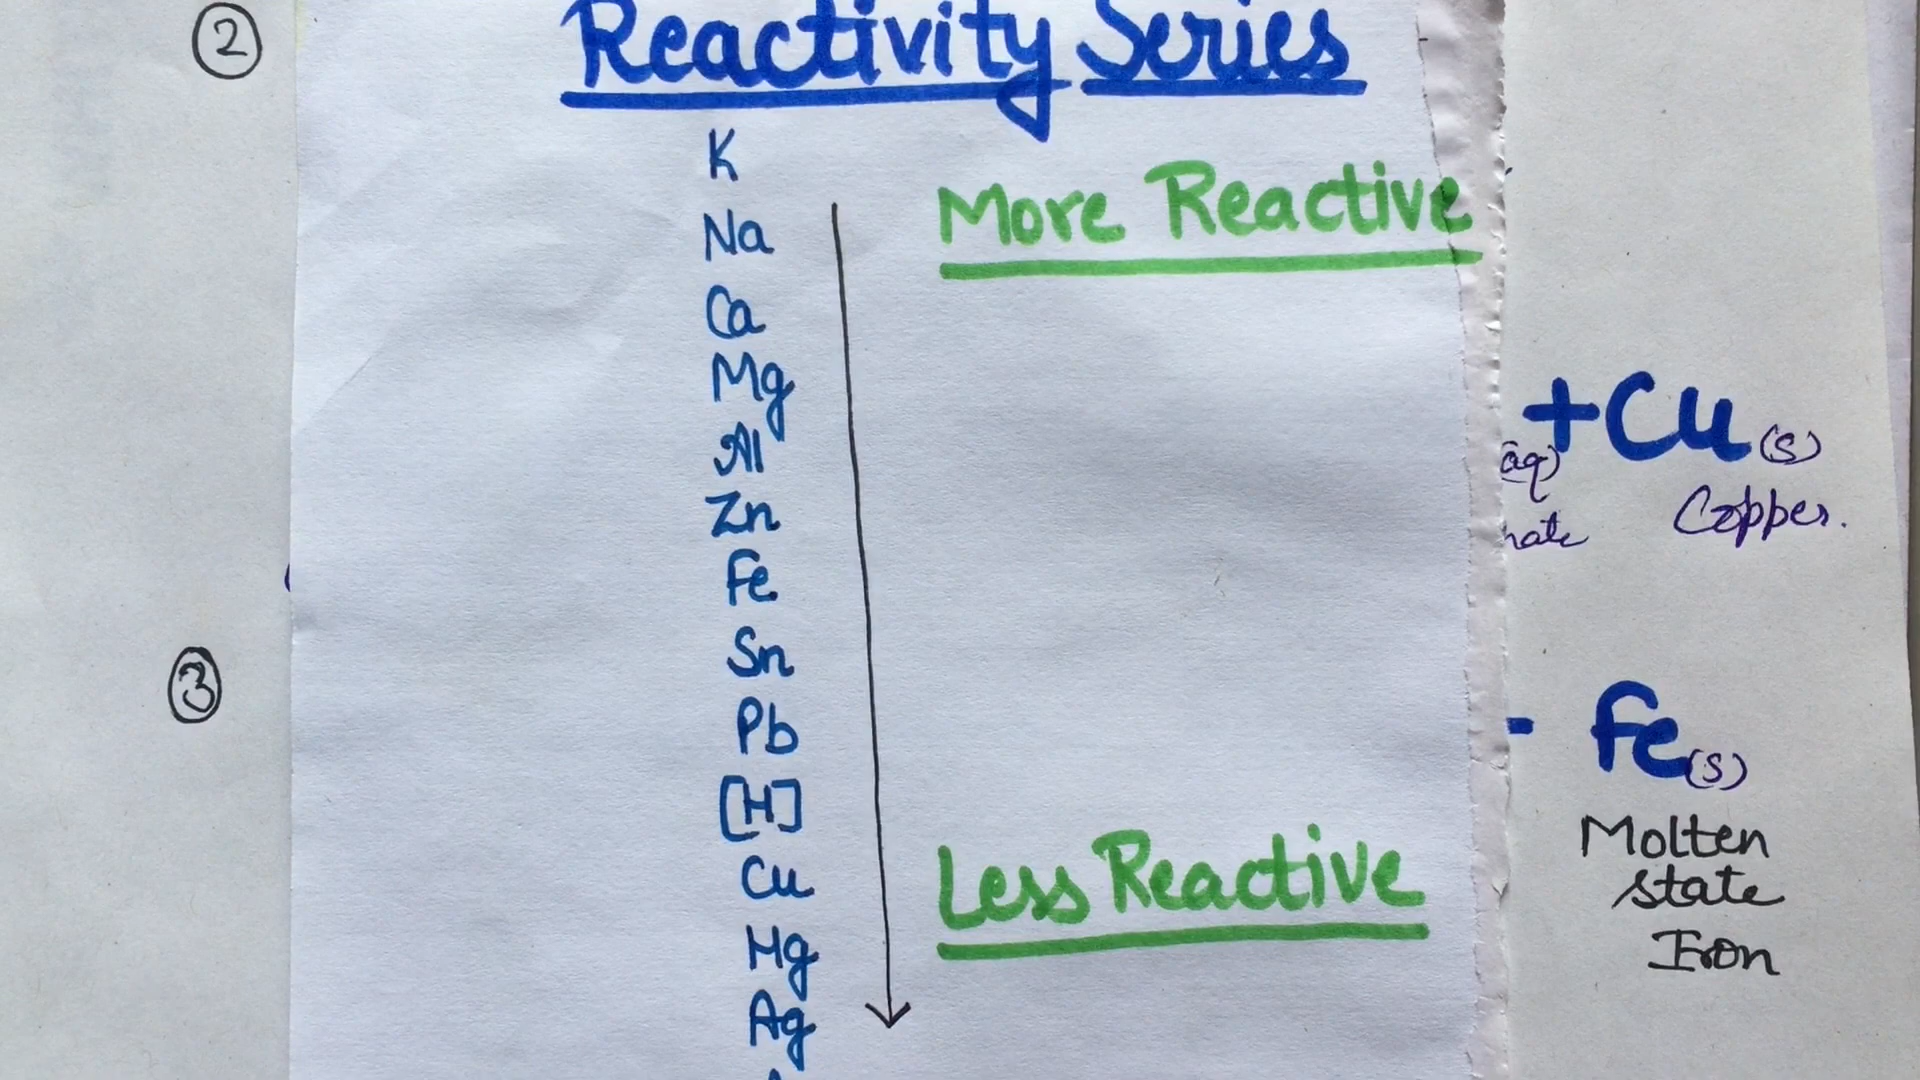 2
Reactivity Series
K
More Reactive
Na
Ca
Mg
Al
+Cu(s)
(aq)
Zn
Copper.
Fe
3
Sn
Pb
Fe(s)
[H]
Molten
state
Iron
Cu
Less Reactive
Hg
Ag